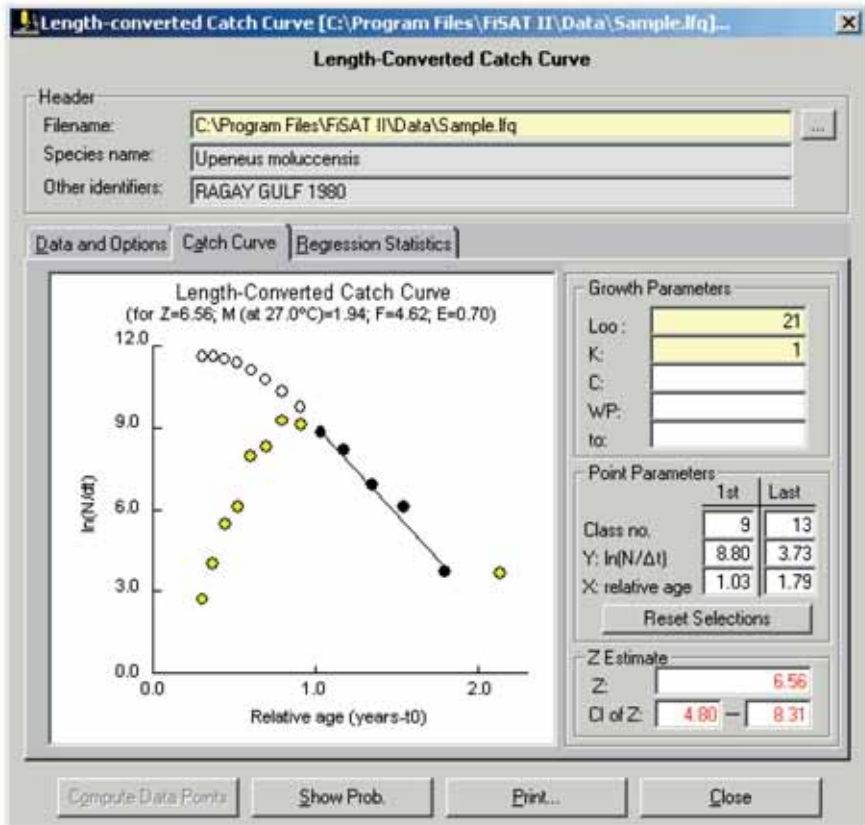 Length-converted Catch Curve [C:\Program Files\FiSAT II\Data\Sample.lfq]...
Length-Converted Catch Curve
Header
Filename: C:\Program Files\FiSAT II\Data\Sample.lfq ...
Species name: Upeneus moluccensis
Other identifiers: RAGAY GULF 1980
Data and Options Catch Curve Regression Statistics
Length-Converted Catch Curve
(for Z=6.56; M (at 27.0ºC)=1.94; F=4.62; E=0.70)
12.0
9.0
6.0
3.0
0.0
ln(N/dt)
0.0 1.0 2.0
Relative age (years-t0)
Growth Parameters
Loo : 21
K: 1
C:
WP:
to:
Point Parameters
1st Last
Class no. 9 13
Y: ln(N/Δt) 8.80 3.73
X: relative age 1.03 1.79
Reset Selections
Z Estimate
Z: 6.56
CI of Z: 4.80 — 8.31
Compute Data Points Show Prob. Print... Close